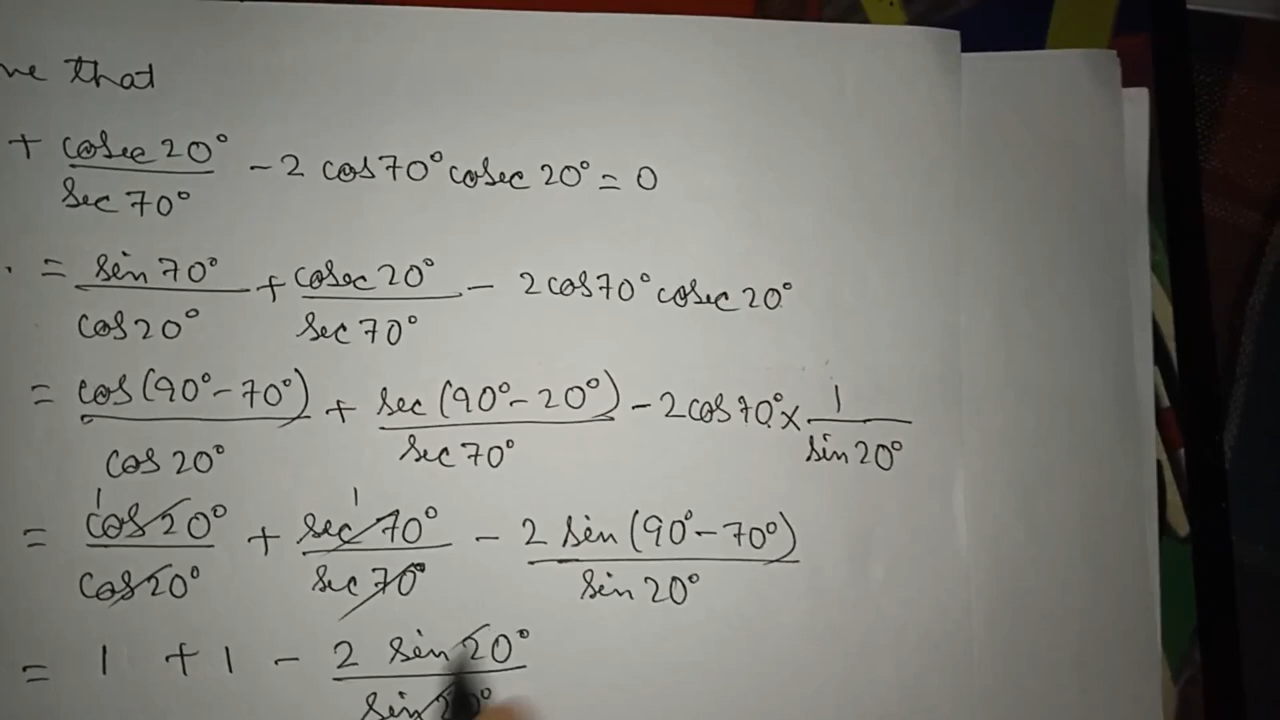 ve that
+ cosec 20°/sec 70° - 2 cos 70° cosec 20° = 0
. = sin 70°/cos 20° + cosec 20°/sec 70° - 2 cos 70° cosec 20°
= cos (90° - 70°)/cos 20° + sec (90° - 20°)/sec 70° - 2 cos 70° × 1/sin 20°
= cos 20°/cos 20° + sec 70°/sec 70° - 2 sin (90° - 70°)/sin 20°
= 1 + 1 - 2 sin 20°/sin 20°